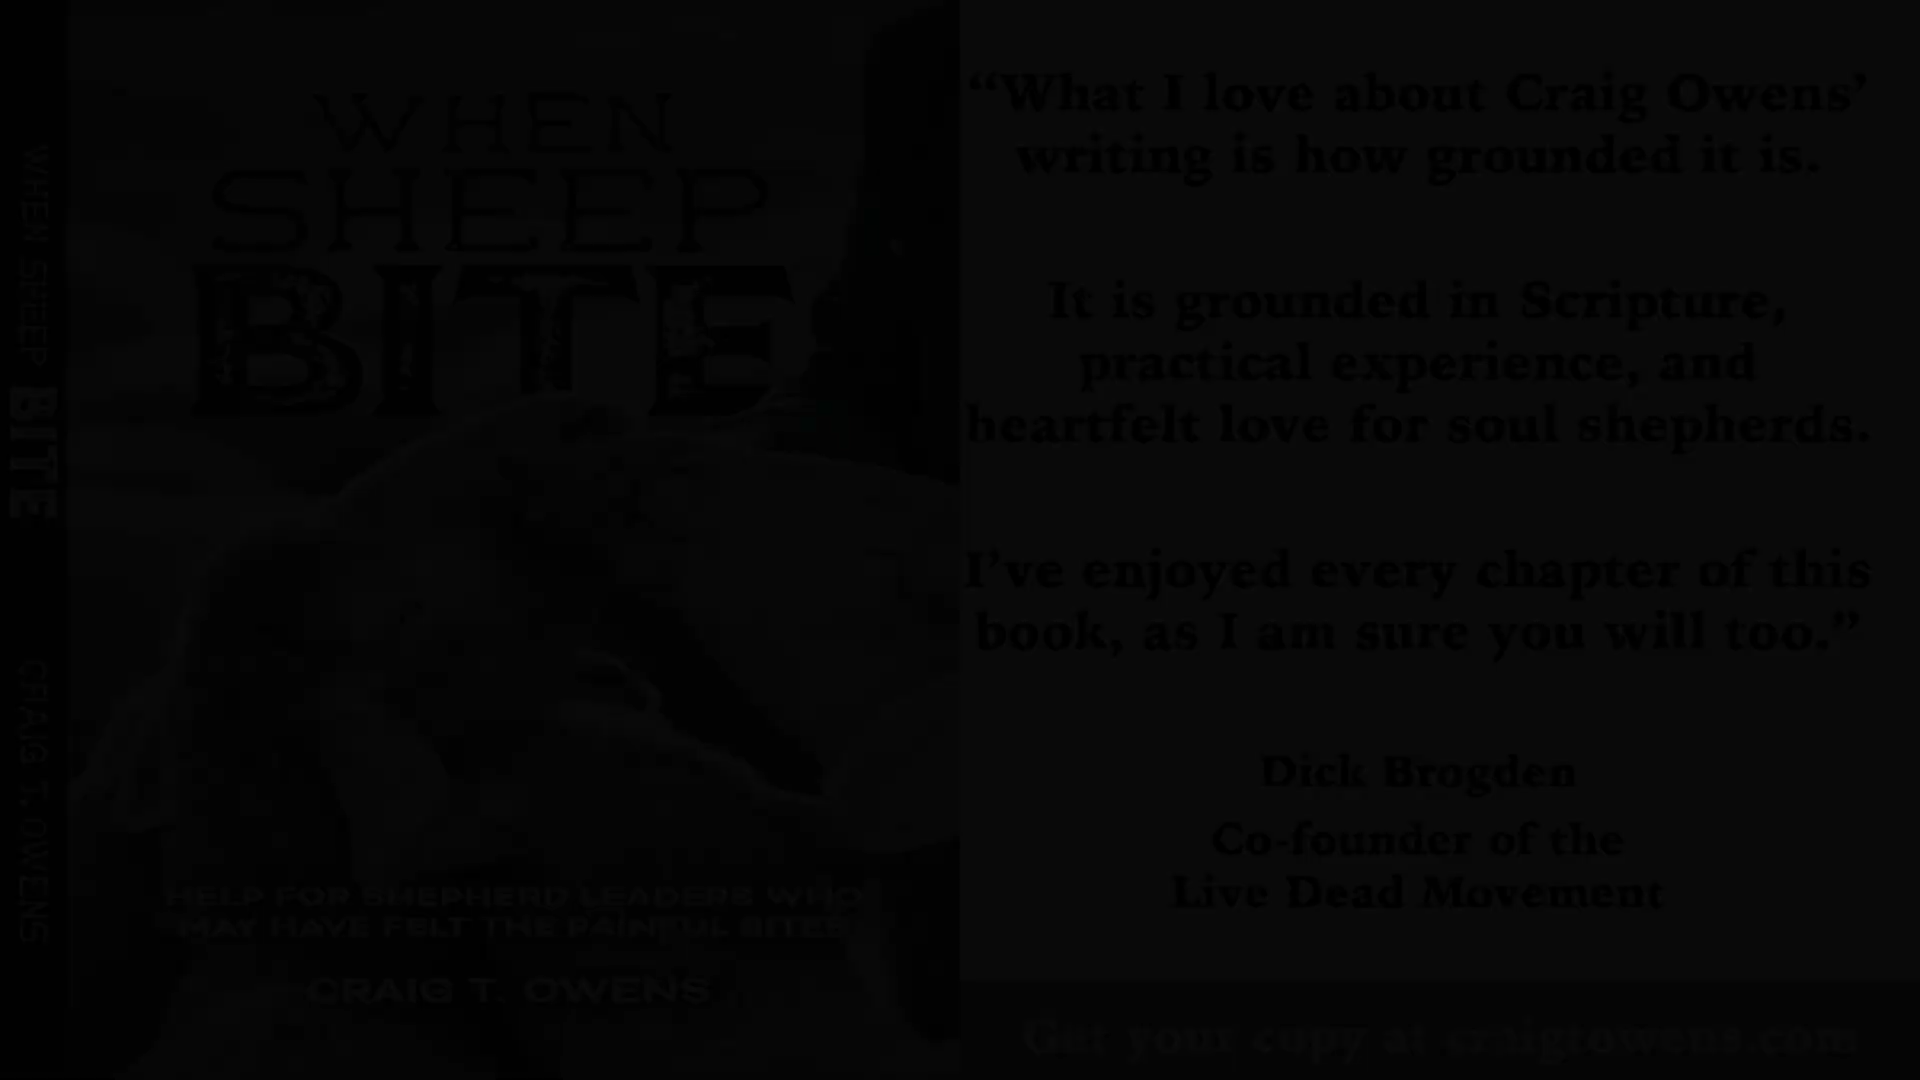 WHEN SHEEP BITE
CRAIG T. OWENS
WHEN
SHEEP
BITE
HELP FOR SHEPHERD LEADERS WHO
MAY HAVE FELT THE PAINFUL BITES
CRAIG T. OWENS
“What I love about Craig Owens’
writing is how grounded it is.
It is grounded in Scripture,
practical experience, and
heartfelt love for soul shepherds.
I’ve enjoyed every chapter of this
book, as I am sure you will too.”
Dick Brogden
Co-founder of the
Live Dead Movement
Get your copy at craigtowens.com